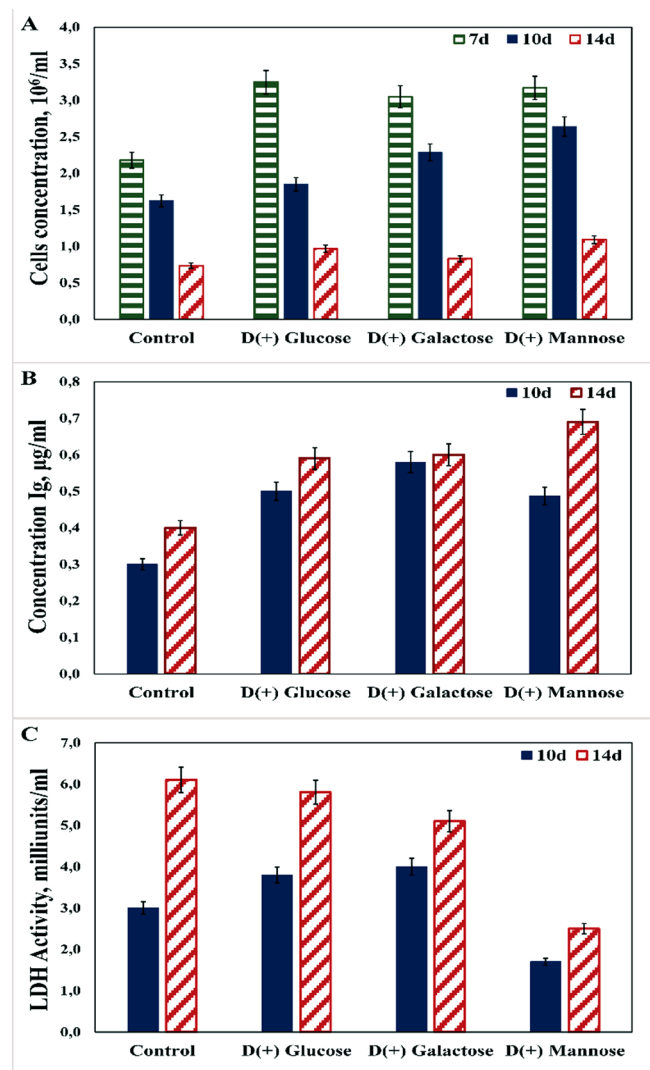 A
7d 10d 14d
Cells concentration, 10⁶/ml
4,0
3,5
3,0
2,5
2,0
1,5
1,0
0,5
0,0
Control D(+) Glucose D(+) Galactose D(+) Mannose
B
10d 14d
Concentration Ig, µg/ml
0,8
0,7
0,6
0,5
0,4
0,3
0,2
0,1
0,0
Control D(+) Glucose D(+) Galactose D(+) Mannose
C
10d 14d
LDH Activity, milliunits/ml
7,0
6,0
5,0
4,0
3,0
2,0
1,0
0,0
Control D(+) Glucose D(+) Galactose D(+) Mannose